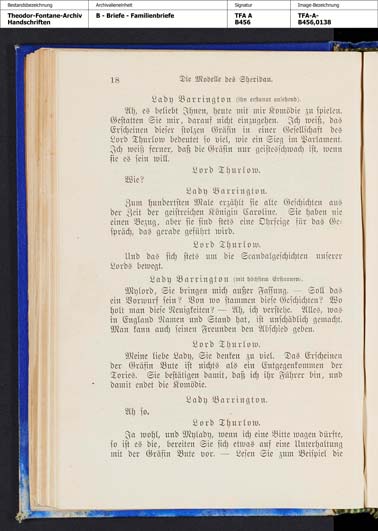 Bestandsbezeichnung
Theodor-Fontane-Archiv
Handschriften
Archivalieneinheit
B - Briefe - Familienbriefe
Signatur
TFA A
B456
Image-Bezeichnung
TFA-A-
B456,0138
18 Die Modelle des Sheridan.
Lady Barrington (ihn erstaunt ansehend).
Ah, es beliebt Ihnen, heute mit mir Komödie zu spielen.
Gestatten Sie mir, darauf nicht einzugehen. Ich weiß, das
Erscheinen dieser stolzen Gräfin in einer Gesellschaft des
Lord Thurlow bedeutet so viel, wie ein Sieg im Parlament.
Ich weiß ferner, daß die Gräfin nur geistesschwach ist, wenn
sie es sein will.
Lord Thurlow.
Wie?
Lady Barrington.
Zum hundertsten Male erzählt sie alte Geschichten aus
der Zeit der geistreichen Königin Caroline. Sie haben nie
einen Bezug, aber sie sind stets eine Ohrfeige für das Ge-
spräch, das gerade geführt wird.
Lord Thurlow.
Und das sich stets um die Scandalgeschichten unserer
Lords bewegt.
Lady Barrington (mit höchstem Erstaunen).
Mylord, Sie bringen mich außer Fassung. — Soll das
ein Vorwurf sein? Von wo stammen diese Geschichten? Wo
holt man diese Neuigkeiten? — Ah, ich verstehe. Alles, was
in England Namen und Stand hat, ist unschädlich gemacht.
Man kann auch seinen Freunden den Abschied geben.
Lord Thurlow.
Meine liebe Lady, Sie denken zu viel. Das Erscheinen
der Gräfin Bute ist nichts als ein Entgegenkommen der
Tories. Sie bestätigen damit, daß ich ihr Führer bin, und
damit endet die Komödie.
Lady Barrington.
Ah so.
Lord Thurlow.
Ja wohl, und Mylady, wenn ich eine Bitte wagen dürfte,
so ist es die, bereiten Sie sich etwas auf eine Unterhaltung
mit der Gräfin Bute vor. — Lesen Sie zum Beispiel die